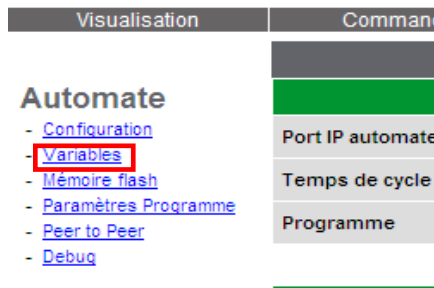 Visualisation
Comman
Automate
- Configuration
- Variables
- Mémoire flash
- Paramètres Programme
- Peer to Peer
- Debug
Port IP automate
Temps de cycle
Programme